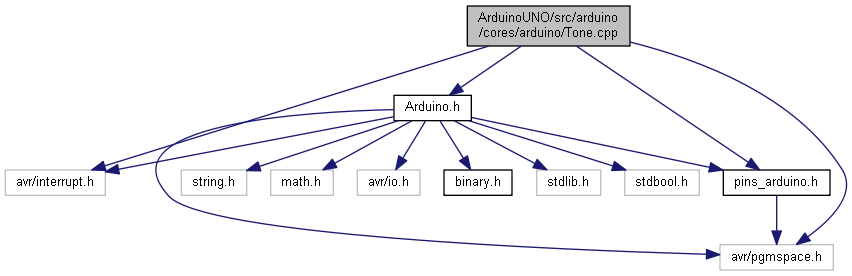 ArduinoUNO/src/arduino
/cores/arduino/Tone.cpp
Arduino.h
avr/interrupt.h
string.h
math.h
avr/io.h
binary.h
stdlib.h
stdbool.h
pins_arduino.h
avr/pgmspace.h